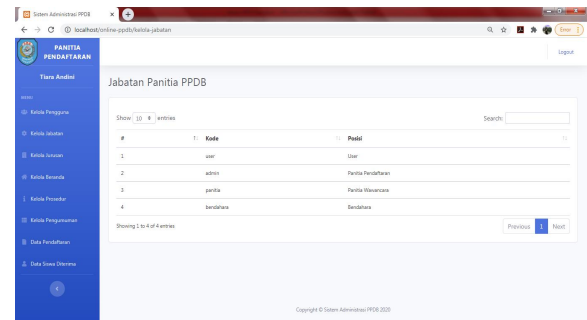 Sistem Administrasi PPDB
localhost/online-ppdb/kelola-jabatan
Error
PANITIA
PENDAFTARAN
Logout
Tiara Andini
MENU
Kelola Pengguna
Kelola Jabatan
Kelola Jurusan
Kelola Beranda
Kelola Prosedur
Kelola Pengumuman
Data Pendaftaran
Data Siswa Diterima
Jabatan Panitia PPDB
Show 10 entries
Search:
# Kode Posisi
1 user User
2 admin Panitia Pendaftaran
3 panitia Panitia Wawancara
4 bendahara Bendahara
Showing 1 to 4 of 4 entries
Previous 1 Next
Copyright © Sistem Administrasi PPDB 2020